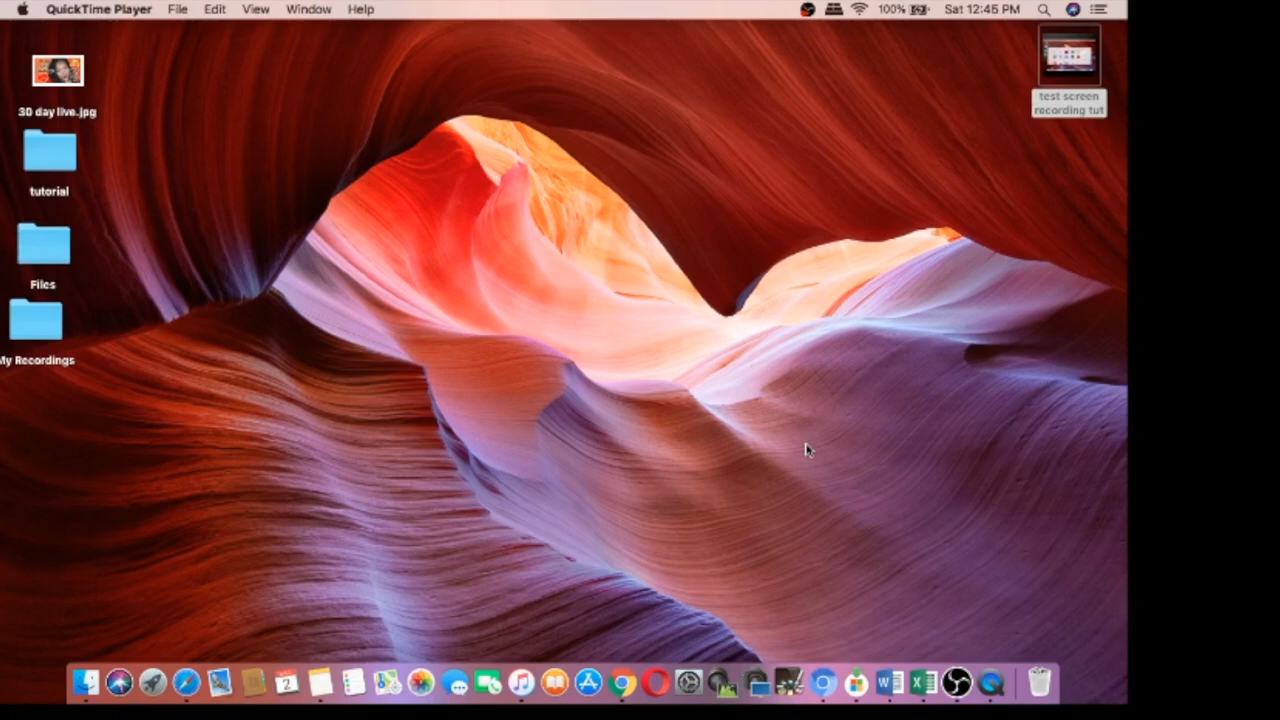 QuickTime Player File Edit View Window Help 100% Sat 12:45 PM
30 day live.jpg
tutorial
Files
My Recordings
test screen
recording tut
2
W
X